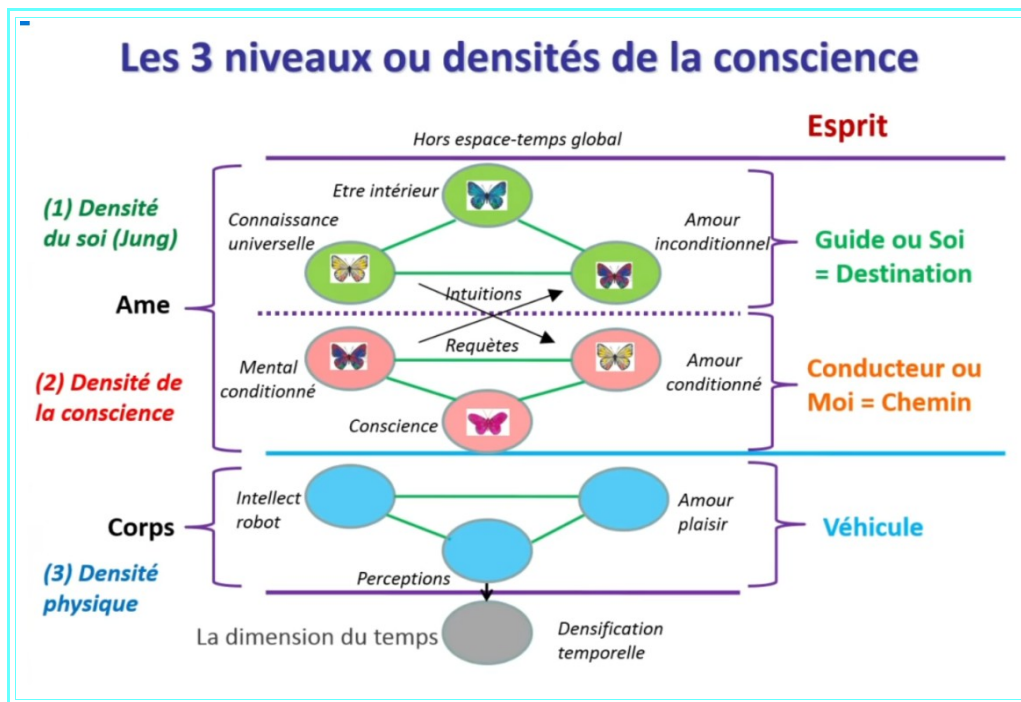 Les 3 niveaux ou densités de la conscience
Esprit
Hors espace-temps global
Etre intérieur
(1) Densité
du soi (Jung)
Connaissance
universelle
Amour
inconditionnel
Guide ou Soi
= Destination
Ame
Intuitions
Requètes
Mental
conditionné
Amour
conditionné
(2) Densité de
la conscience
Conducteur ou
Moi = Chemin
Conscience
Intellect
robot
Amour
plaisir
Corps
Véhicule
(3) Densité
physique
Perceptions
La dimension du temps
Densification
temporelle